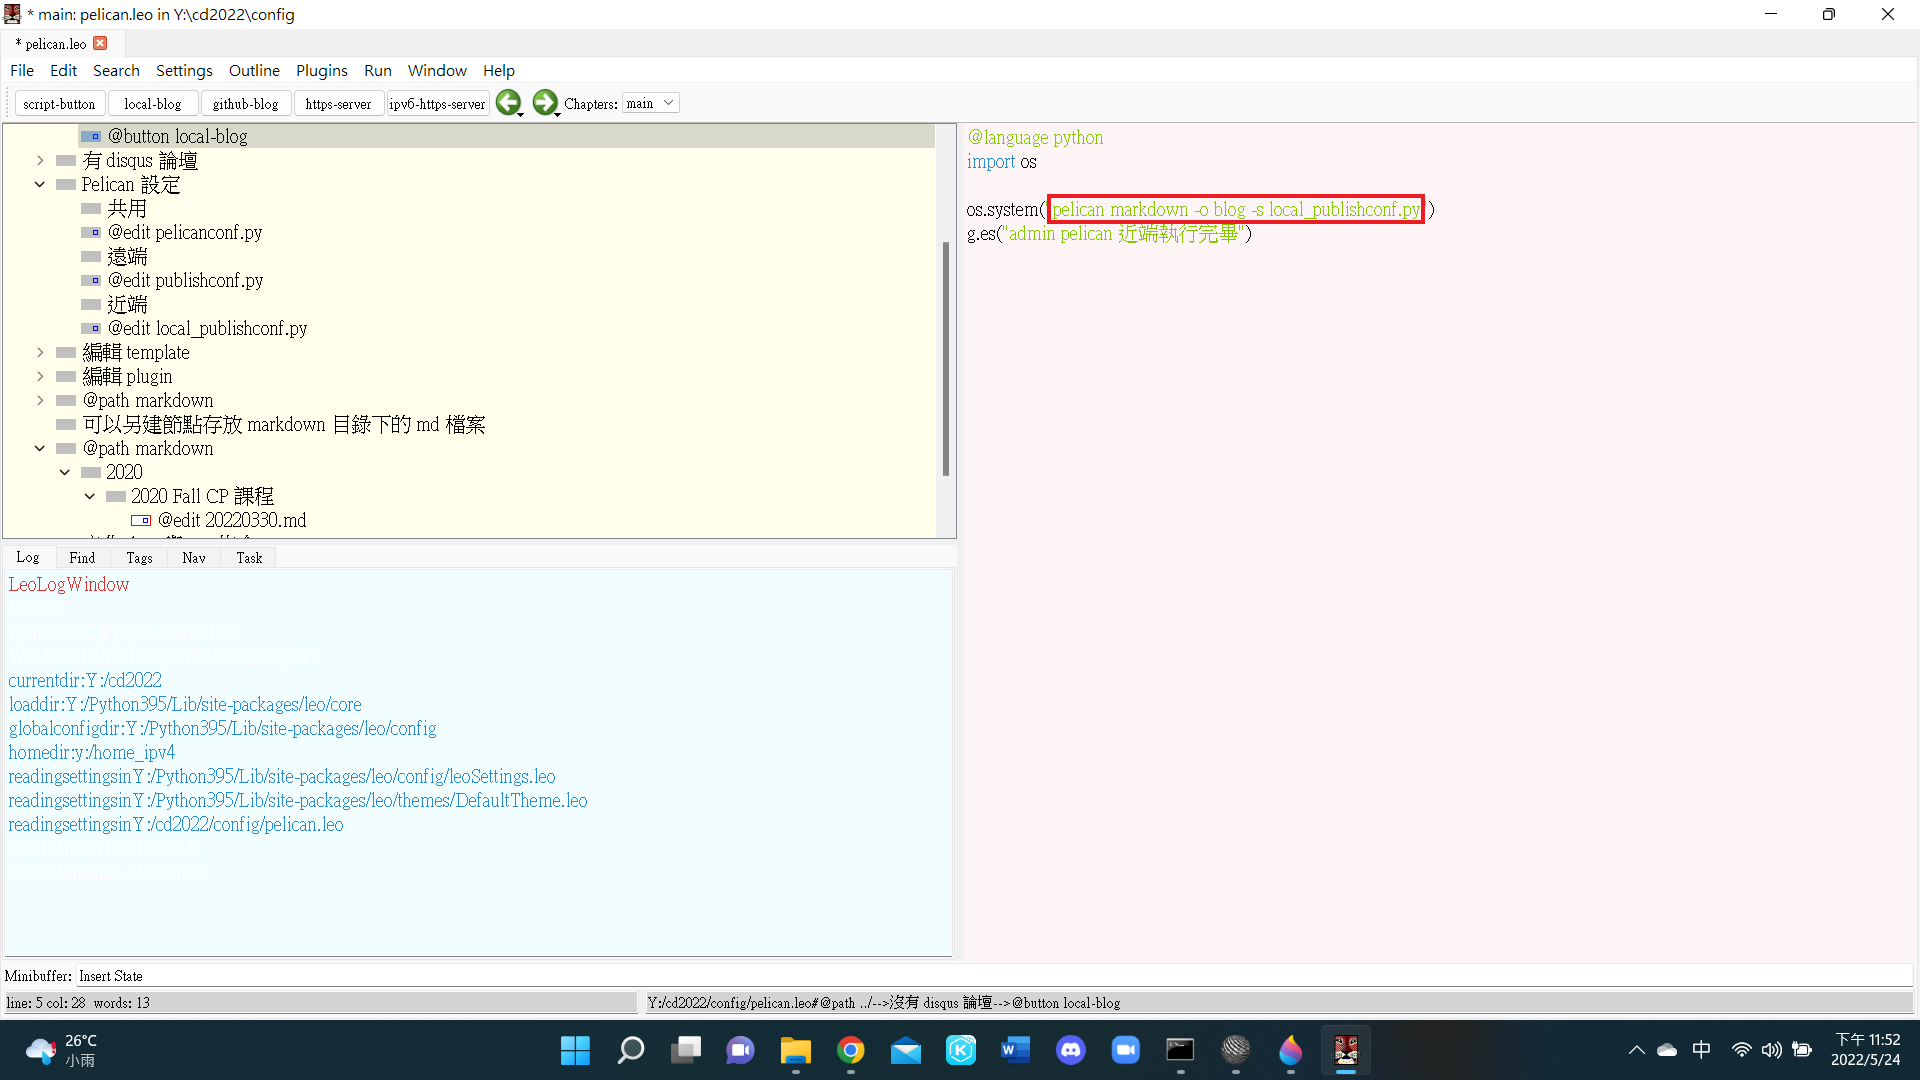 * main: pelican.leo in Y:\cd2022\config
* pelican.leo
File Edit Search Settings Outline Plugins Run Window Help
script-button local-blog github-blog https-server ipv6-https-server Chapters: main
@button local-blog
有 disqus 論壇
Pelican 設定
共用
@edit pelicanconf.py
遠端
@edit publishconf.py
近端
@edit local_publishconf.py
編輯 template
編輯 plugin
@path markdown
可以另建節點存放 markdown 目錄下的 md 檔案
@path markdown
2020
2020 Fall CP 課程
@edit 20220330.md
@language python
import os
os.system("pelican markdown -o blog -s local_publishconf.py")
g.es("admin pelican 近端執行完畢")
Log Find Tags Nav Task
LeoLogWindow
currentdir:Y:/cd2022
loaddir:Y:/Python395/Lib/site-packages/leo/core
globalconfigdir:Y:/Python395/Lib/site-packages/leo/config
homedir:y:/home_ipv4
readingsettingsinY:/Python395/Lib/site-packages/leo/config/leoSettings.leo
readingsettingsinY:/Python395/Lib/site-packages/leo/themes/DefaultTheme.leo
readingsettingsinY:/cd2022/config/pelican.leo
Minibuffer: Insert State
line: 5 col: 28 words: 13
Y:/cd2022/config/pelican.leo#@path ../-->沒有 disqus 論壇-->@button local-blog
26°C
小雨
中
下午 11:52
2022/5/24